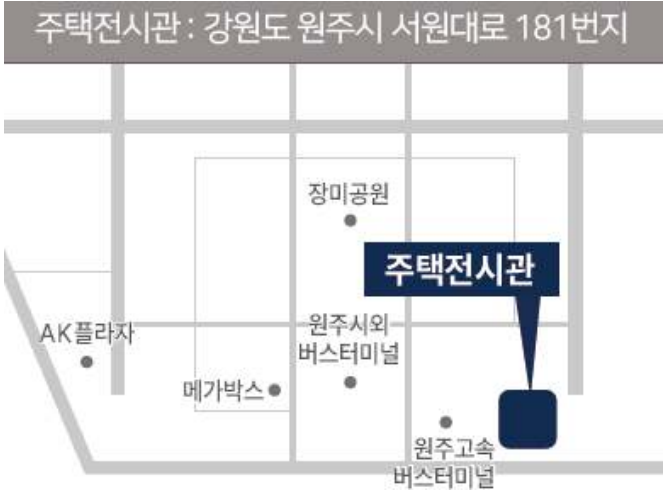 주택전시관 : 강원도 원주시 서원대로 181번지
장미공원
주택전시관
AK플라자
원주시외
버스터미널
메가박스
원주고속
버스터미널